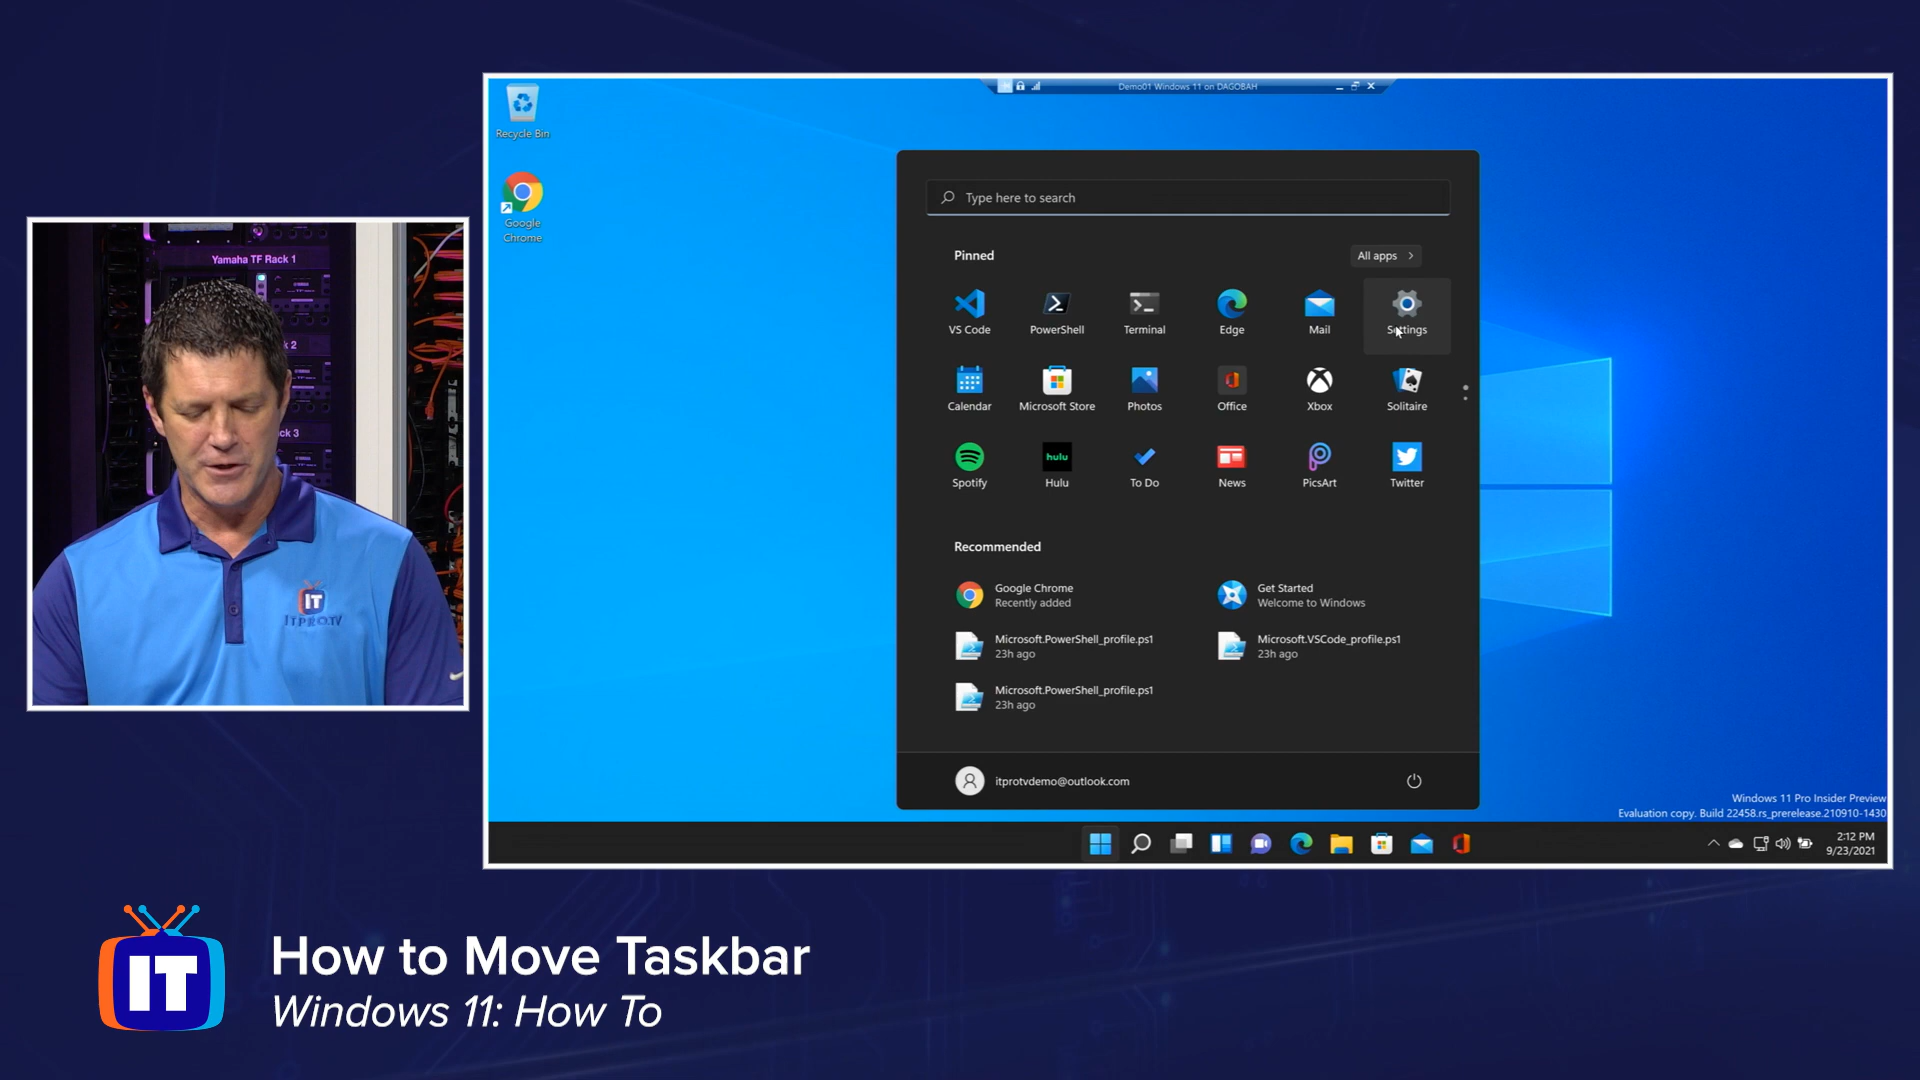 Demo01 Windows 11 on DAGOBAH
Recycle Bin
Google
Chrome
Yamaha TF Rack 1
k 2
ck 3
IT
ITPRO.TV
Type here to search
Pinned
All apps
VS Code
PowerShell
Terminal
Edge
Mail
Settings
Calendar
Microsoft Store
Photos
Office
Xbox
Solitaire
Spotify
hulu
Hulu
To Do
News
PicsArt
Twitter
Recommended
Google Chrome
Recently added
Get Started
Welcome to Windows
Microsoft.PowerShell_profile.ps1
23h ago
Microsoft.VSCode_profile.ps1
23h ago
Microsoft.PowerShell_profile.ps1
23h ago
itprotvdemo@outlook.com
Windows 11 Pro Insider Preview
Evaluation copy. Build 22458.rs_prerelease.210910-1430
2:12 PM
9/23/2021
IT
How to Move Taskbar
Windows 11: How To